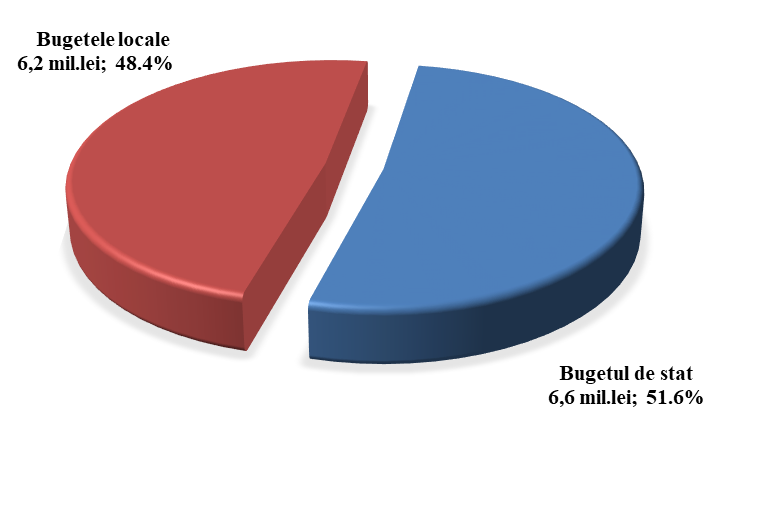 Bugetele locale
6,2 mil.lei; 48.4%
Bugetul de stat
6,6 mil.lei; 51.6%